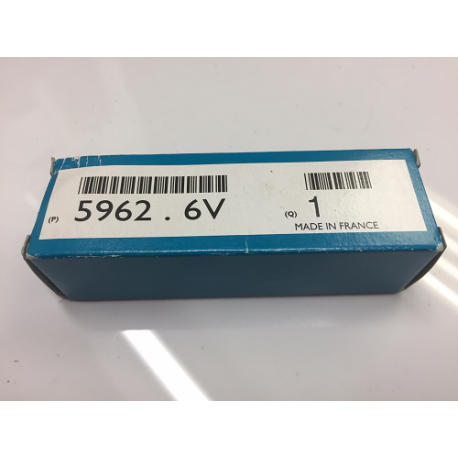 (P) 5962 . 6V (Q) 1
MADE IN FRANCE